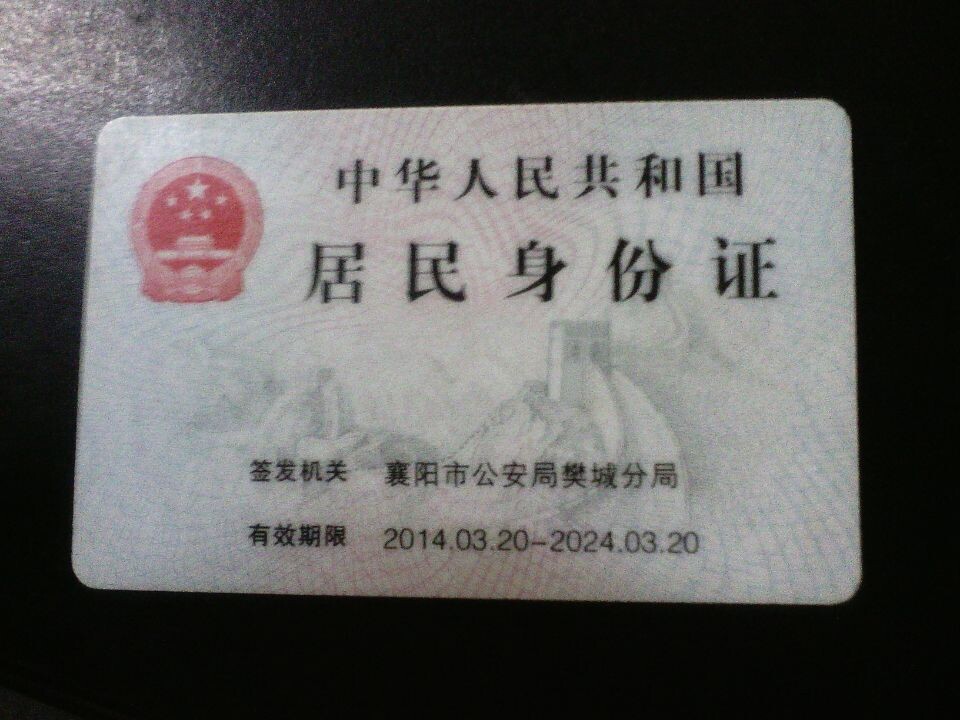 中华人民共和国
居民身份证
签发机关 襄阳市公安局樊城分局
有效期限 2014.03.20-2024.03.20